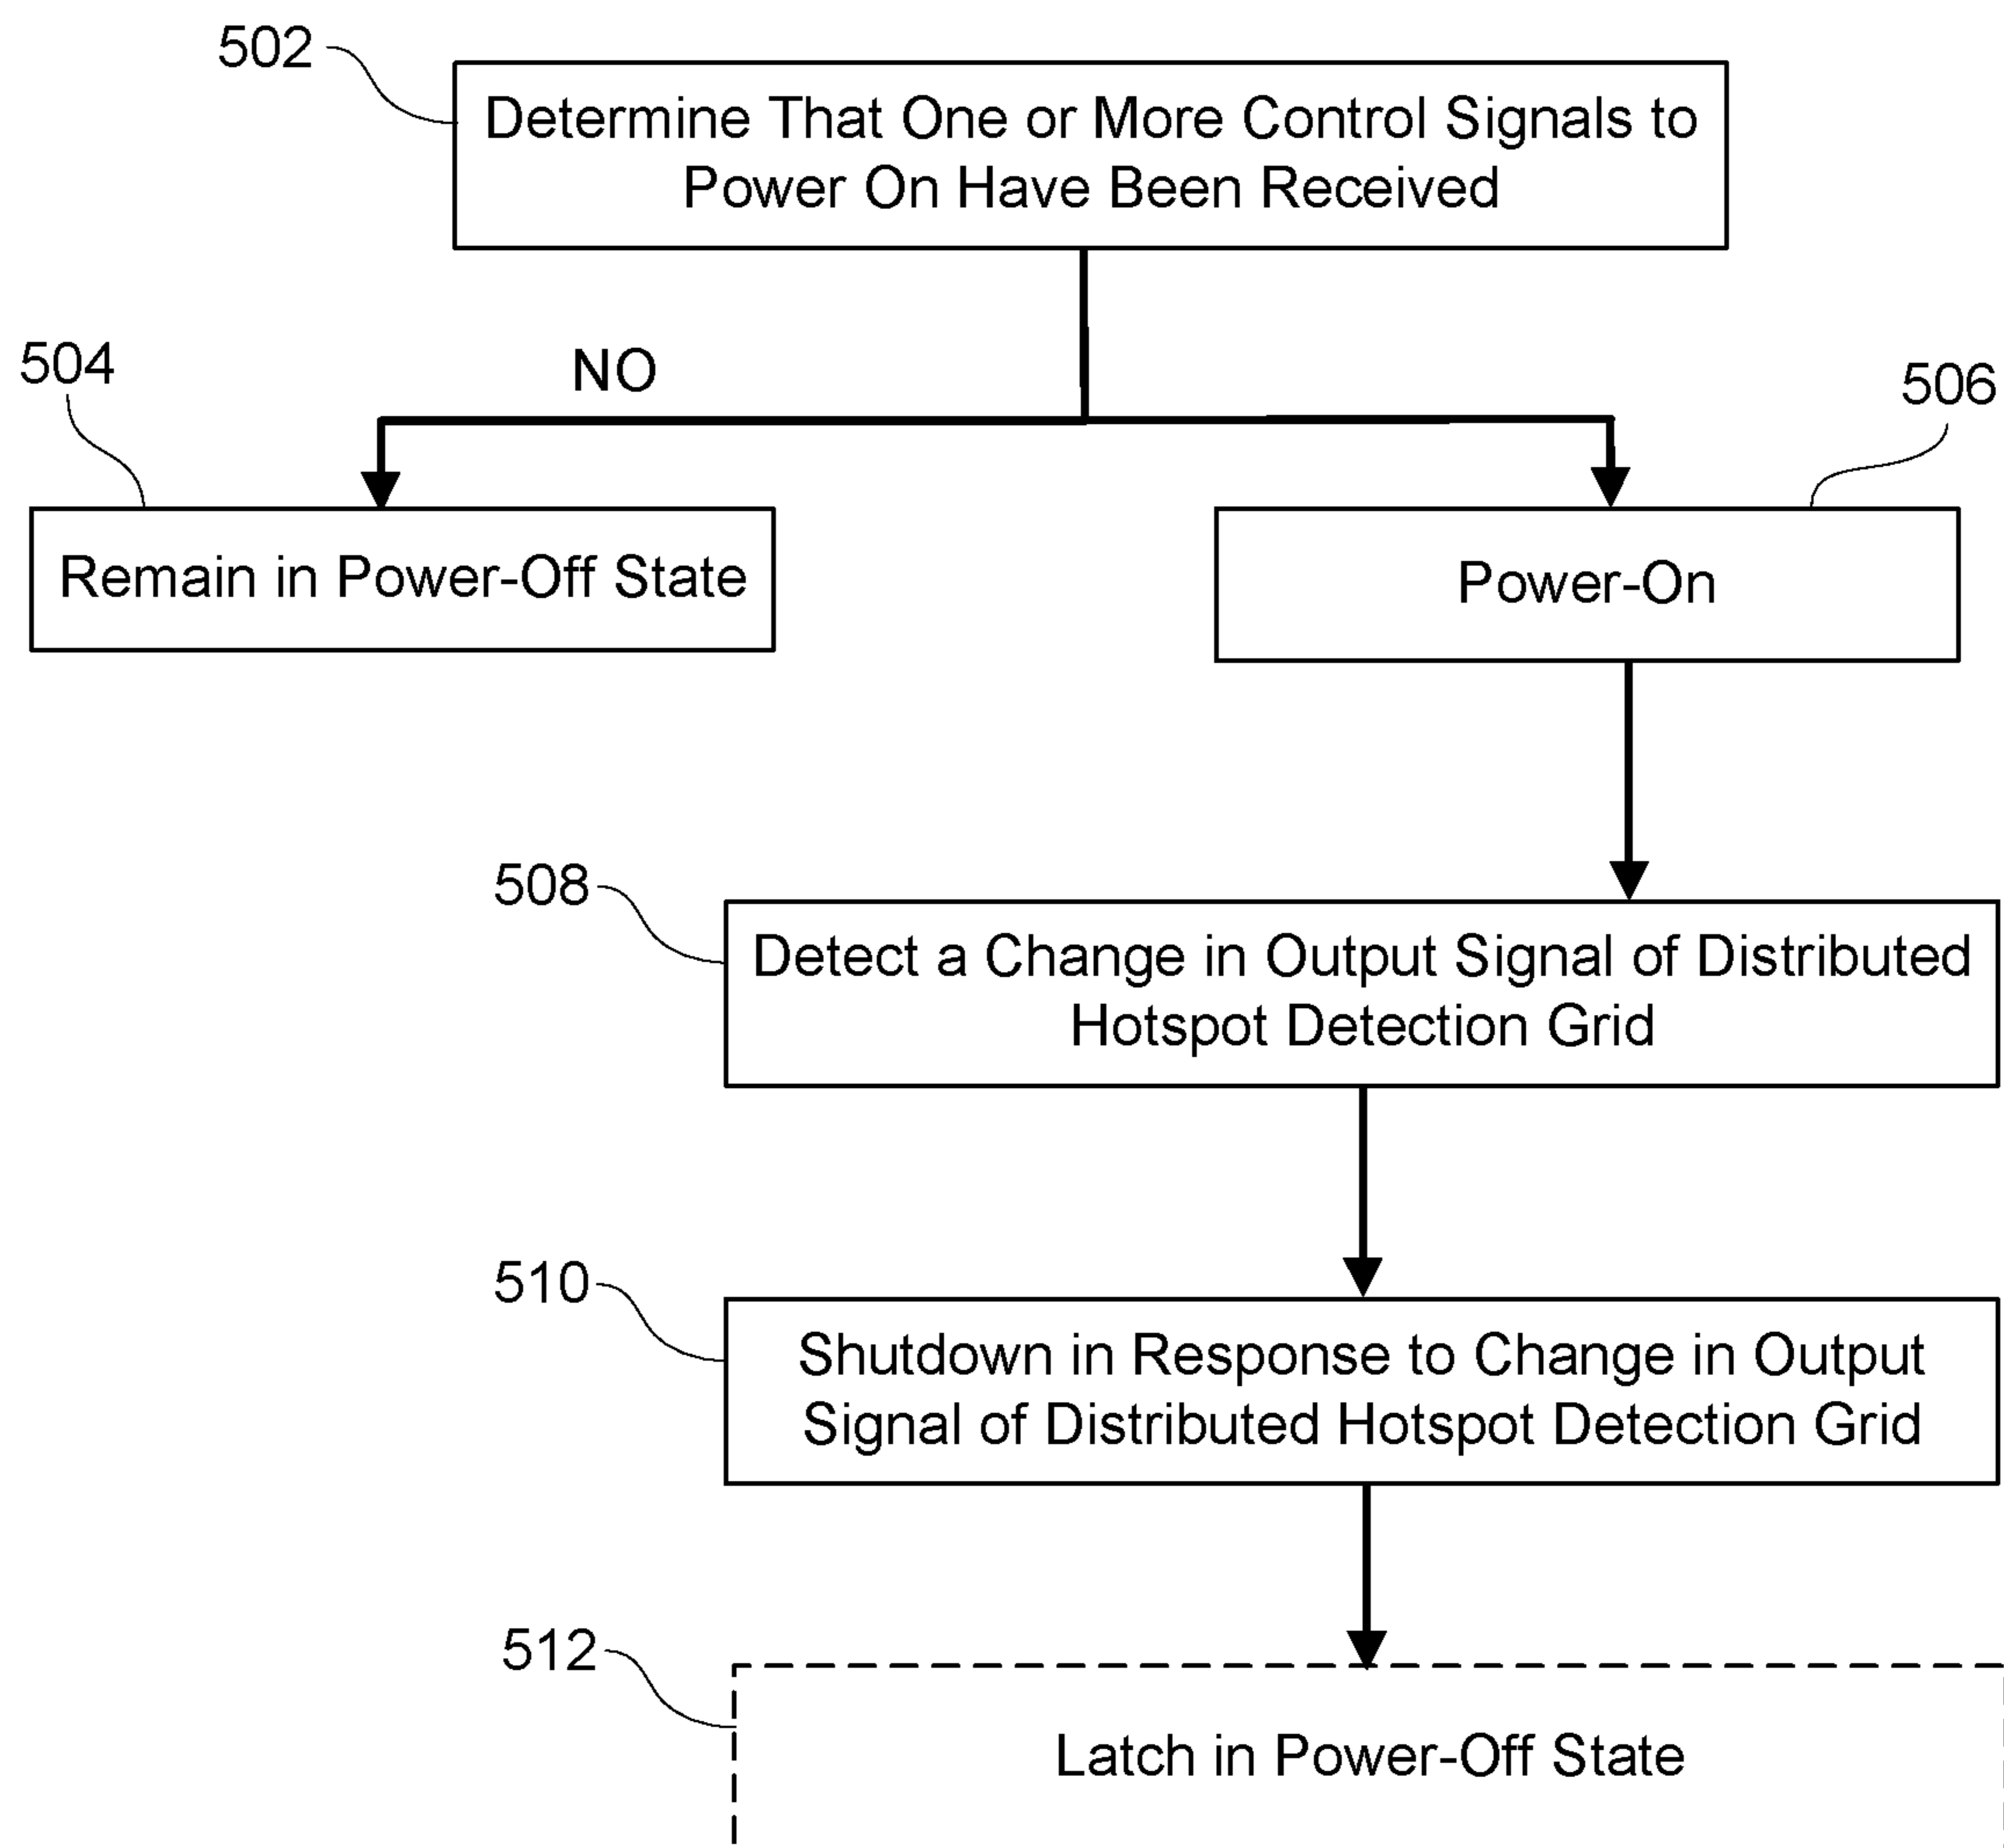 502
Determine That One or More Control Signals to
Power On Have Been Received
504
NO
506
Remain in Power-Off State
Power-On
508
Detect a Change in Output Signal of Distributed
Hotspot Detection Grid
510
Shutdown in Response to Change in Output
Signal of Distributed Hotspot Detection Grid
512
Latch in Power-Off State